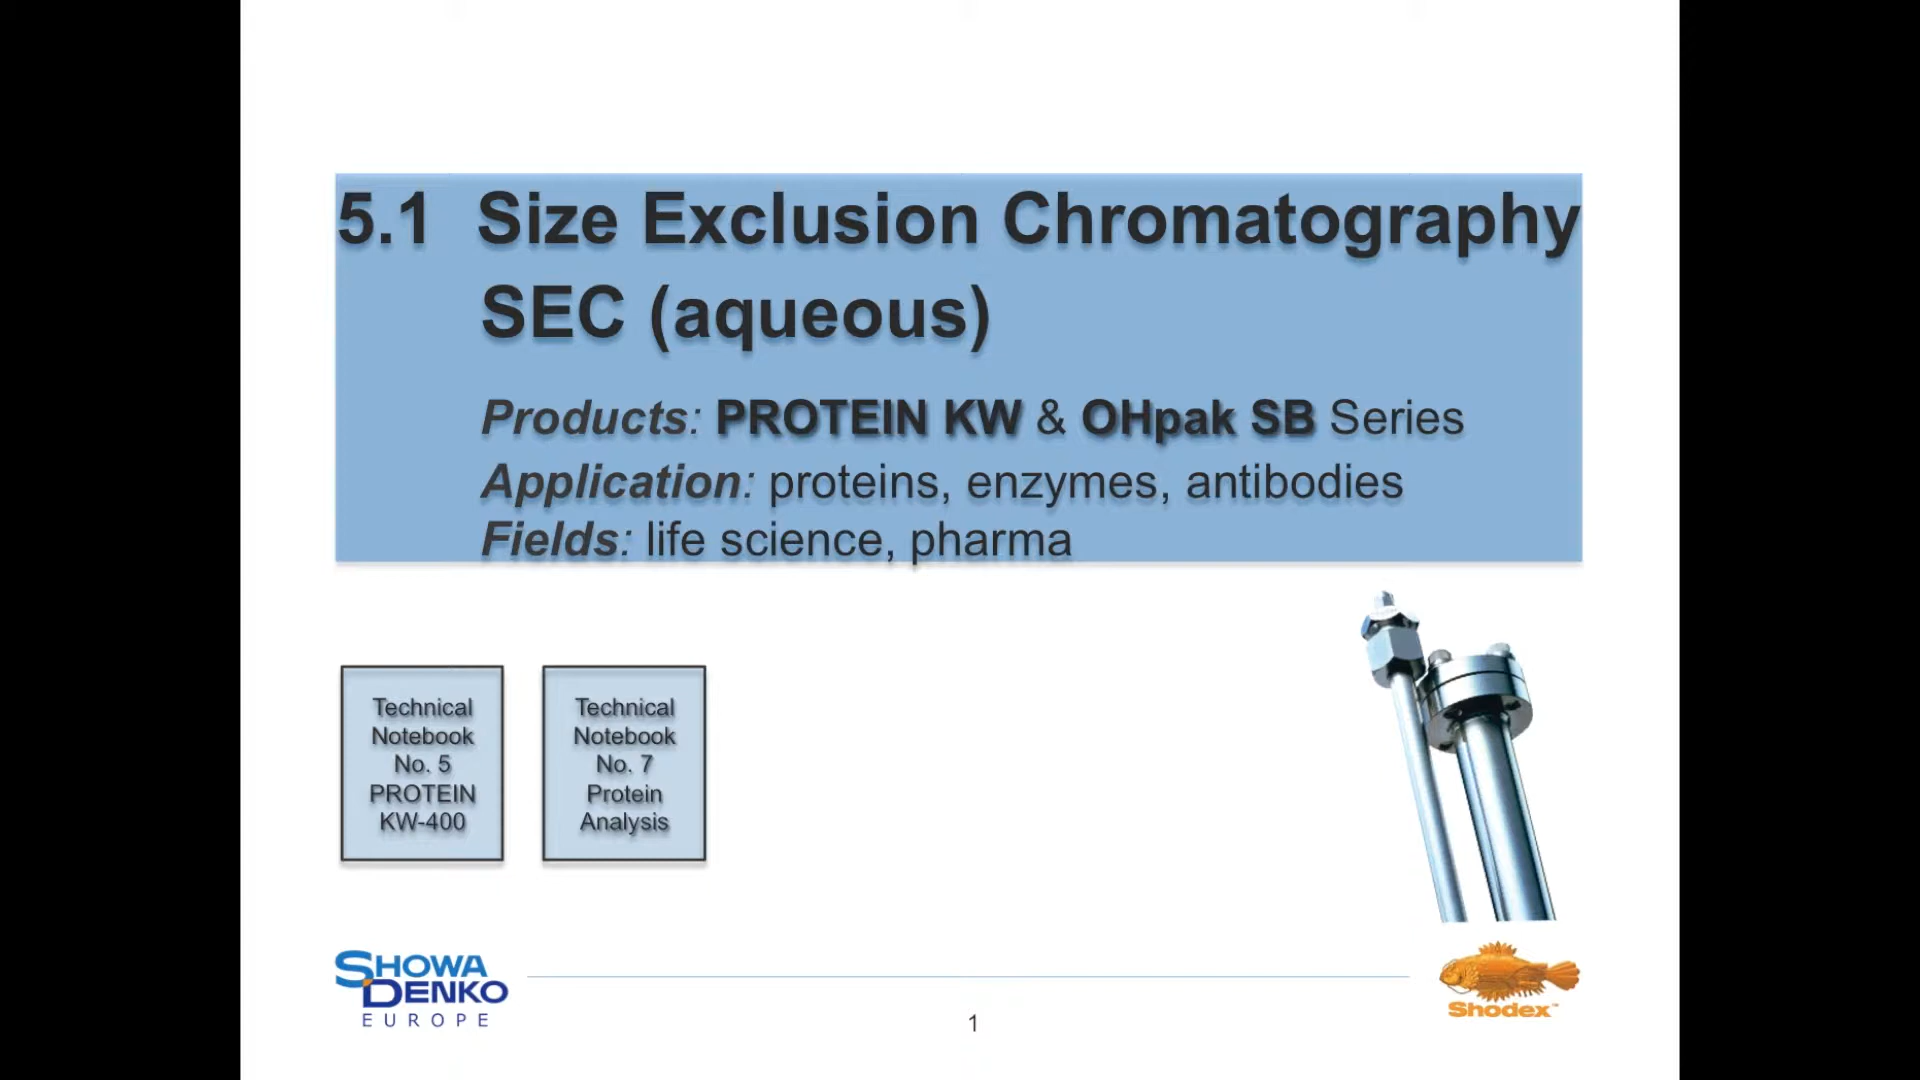 5.1 Size Exclusion Chromatography
SEC (aqueous)
Products: PROTEIN KW & OHpak SB Series
Application: proteins, enzymes, antibodies
Fields: life science, pharma
Technical
Notebook
No. 5
PROTEIN
KW-400
Technical
Notebook
No. 7
Protein
Analysis
SHOWA
DENKO
EUROPE
1
Shodex™